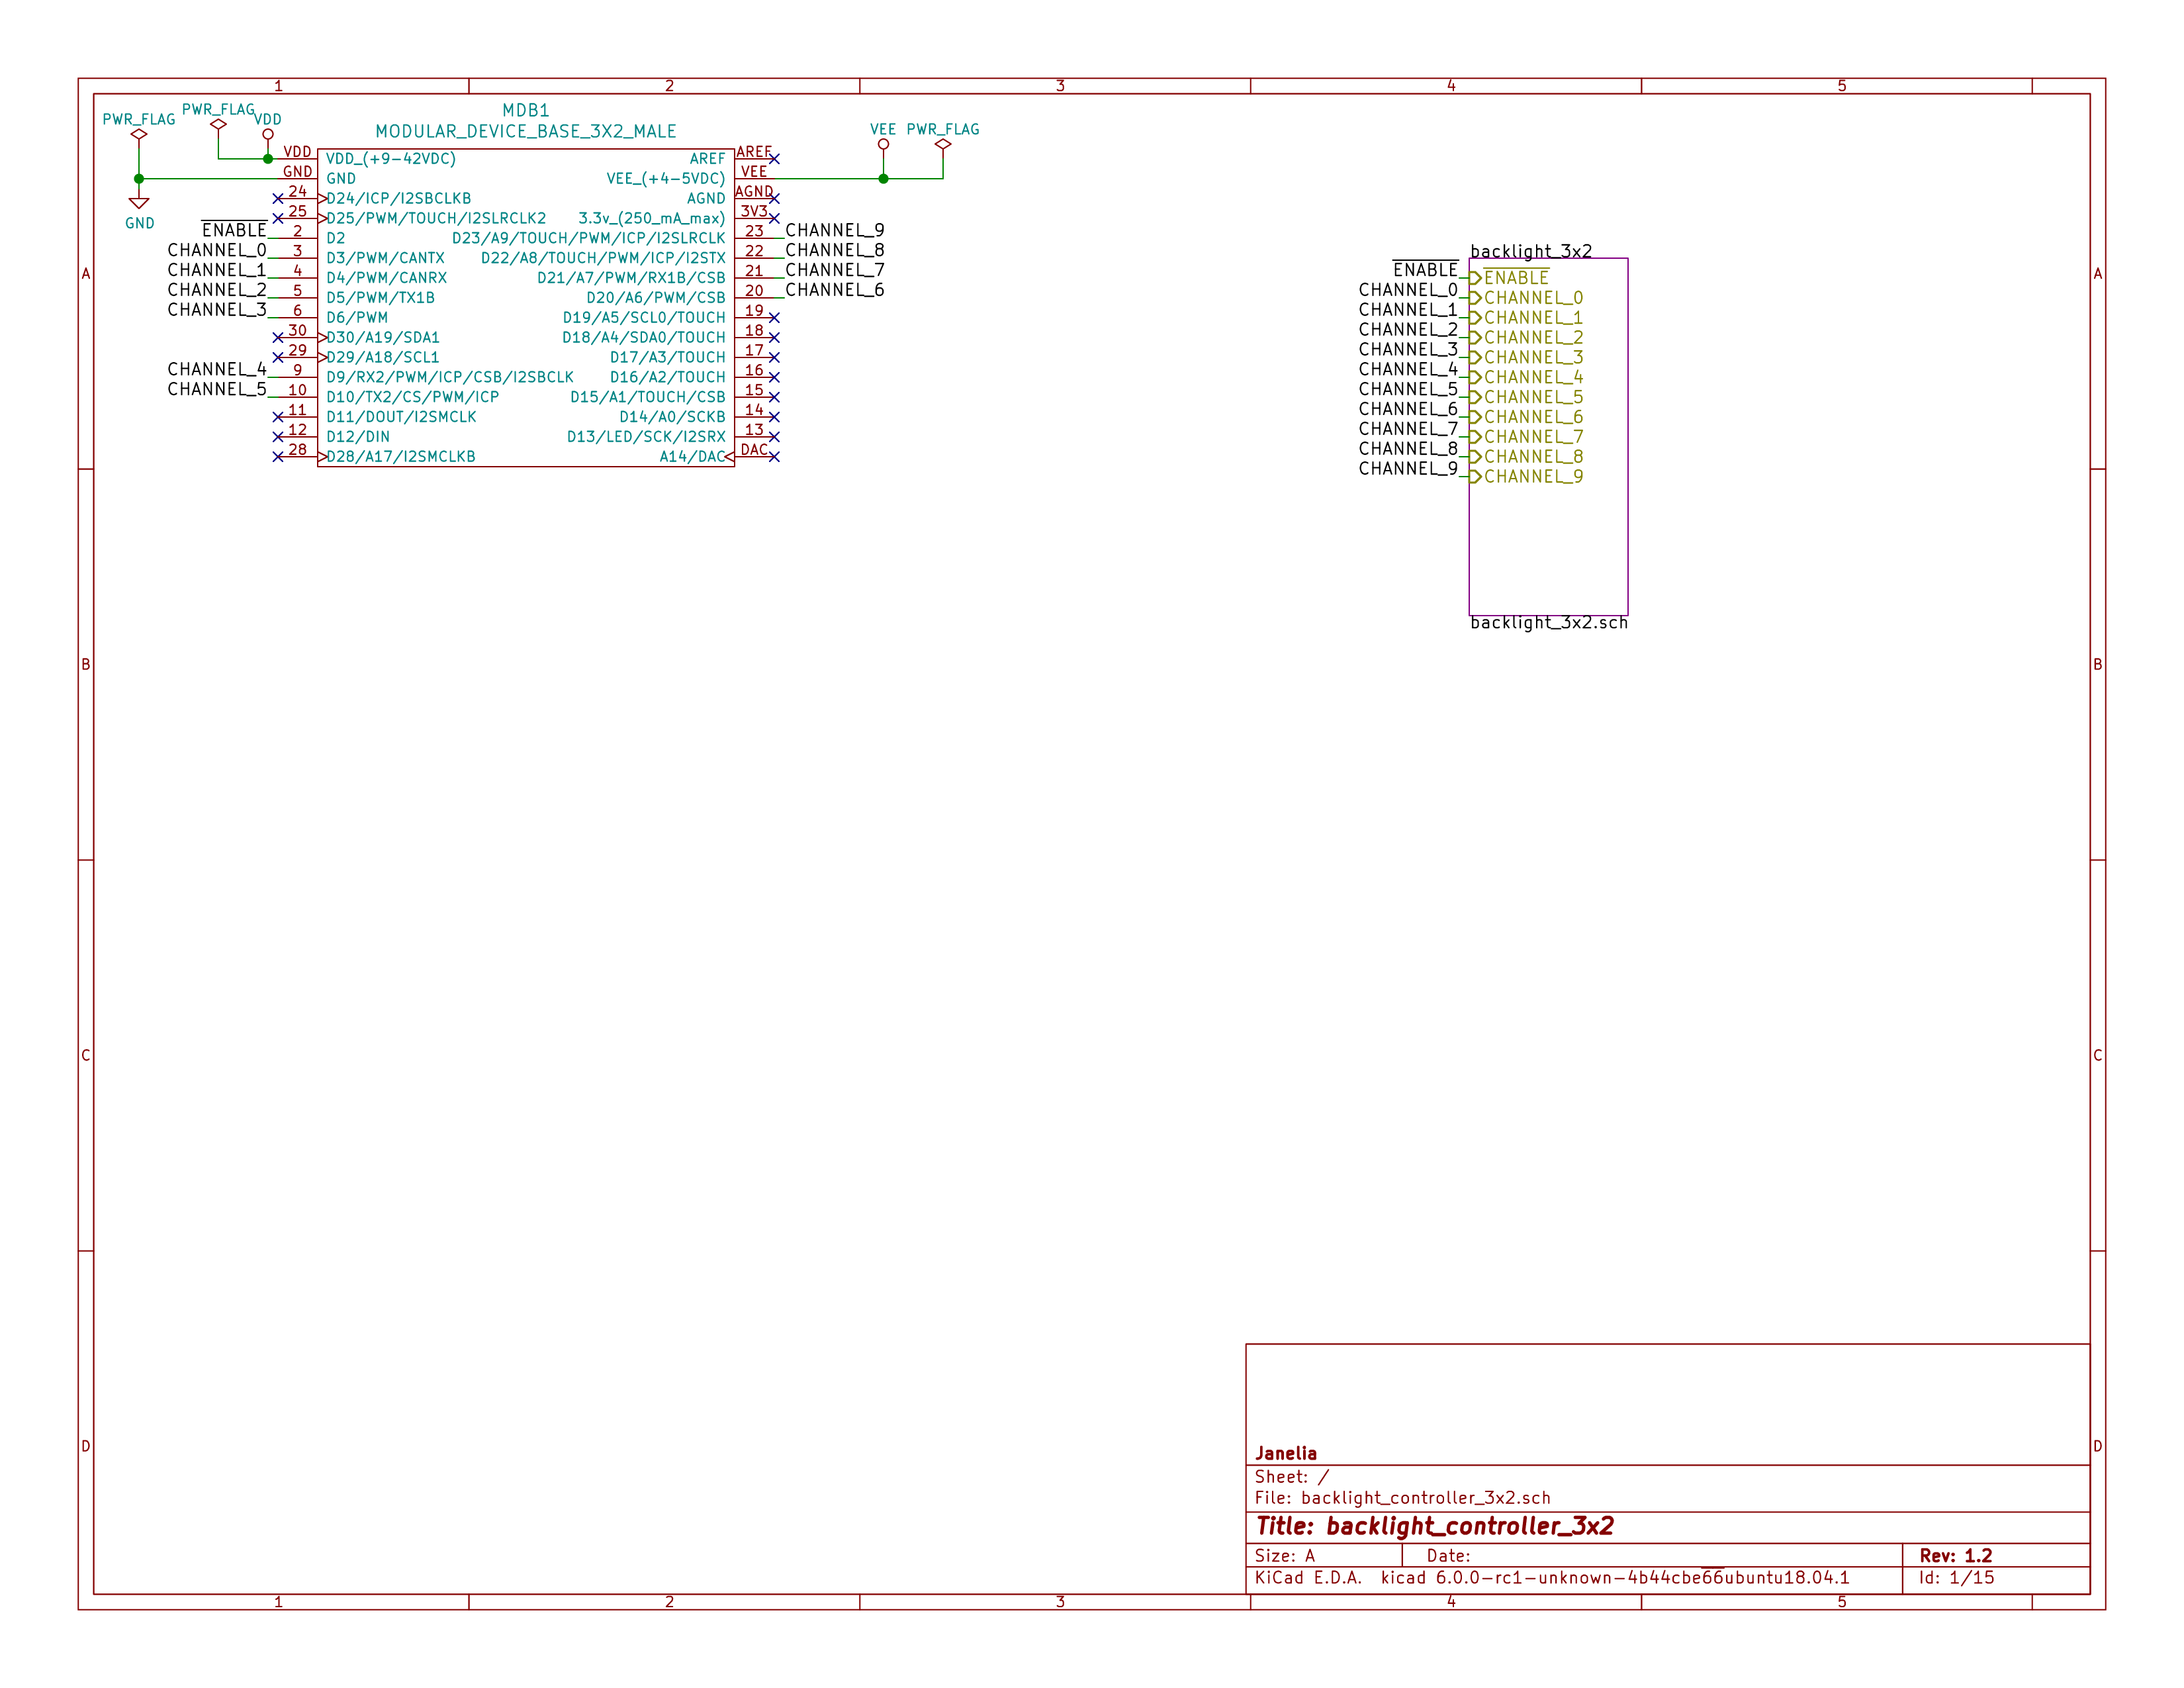 1 2 3 4 5
PWR_FLAG PWR_FLAG VDD
MDB1
MODULAR_DEVICE_BASE_3X2_MALE
VEE PWR_FLAG
VDD VDD_(+9-42VDC) AREF AREF
GND GND VEE_(+4-5VDC) VEE
24 D24/ICP/I2SBCLKB AGND AGND
25 D25/PWM/TOUCH/I2SLRCLK2 3.3v_(250_mA_max) 3V3
GND
ENABLE 2 D2 D23/A9/TOUCH/PWM/ICP/I2SLRCLK 23 CHANNEL_9
CHANNEL_0 3 D3/PWM/CANTX D22/A8/TOUCH/PWM/ICP/I2STX 22 CHANNEL_8
CHANNEL_1 4 D4/PWM/CANRX D21/A7/PWM/RX1B/CSB 21 CHANNEL_7
CHANNEL_2 5 D5/PWM/TX1B D20/A6/PWM/CSB 20 CHANNEL_6
CHANNEL_3 6 D6/PWM D19/A5/SCL0/TOUCH 19
30 D30/A19/SDA1 D18/A4/SDA0/TOUCH 18
29 D29/A18/SCL1 D17/A3/TOUCH 17
CHANNEL_4 9 D9/RX2/PWM/ICP/CSB/I2SBCLK D16/A2/TOUCH 16
CHANNEL_5 10 D10/TX2/CS/PWM/ICP D15/A1/TOUCH/CSB 15
11 D11/DOUT/I2SMCLK D14/A0/SCKB 14
12 D12/DIN D13/LED/SCK/I2SRX 13
28 D28/A17/I2SMCLKB A14/DAC DAC
backlight_3x2
ENABLE ENABLE
CHANNEL_0 CHANNEL_0
CHANNEL_1 CHANNEL_1
CHANNEL_2 CHANNEL_2
CHANNEL_3 CHANNEL_3
CHANNEL_4 CHANNEL_4
CHANNEL_5 CHANNEL_5
CHANNEL_6 CHANNEL_6
CHANNEL_7 CHANNEL_7
CHANNEL_8 CHANNEL_8
CHANNEL_9 CHANNEL_9
backlight_3x2.sch
A A
B B
C C
D D
Janelia
Sheet: /
File: backlight_controller_3x2.sch
Title: backlight_controller_3x2
Size: A Date: Rev: 1.2
KiCad E.D.A. kicad 6.0.0-rc1-unknown-4b44cbe66ubuntu18.04.1 Id: 1/15
1 2 3 4 5